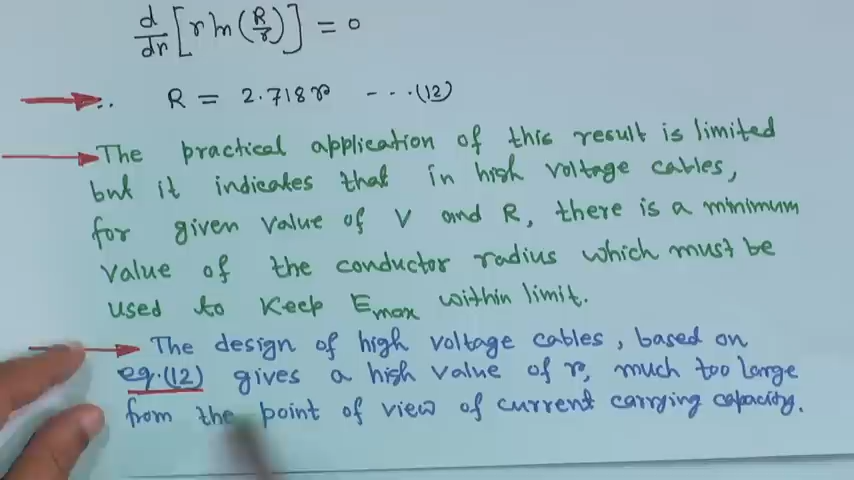 d/dr [r ln(R/r)] = 0
∴ R = 2.718r ---(12)
The practical application of this result is limited
but it indicates that in high voltage cables,
for given value of V and R, there is a minimum
value of the conductor radius which must be
used to keep Emax within limit.
The design of high voltage cables, based on
eq.(12) gives a high value of r, much too large
from the point of view of current carrying capacity.